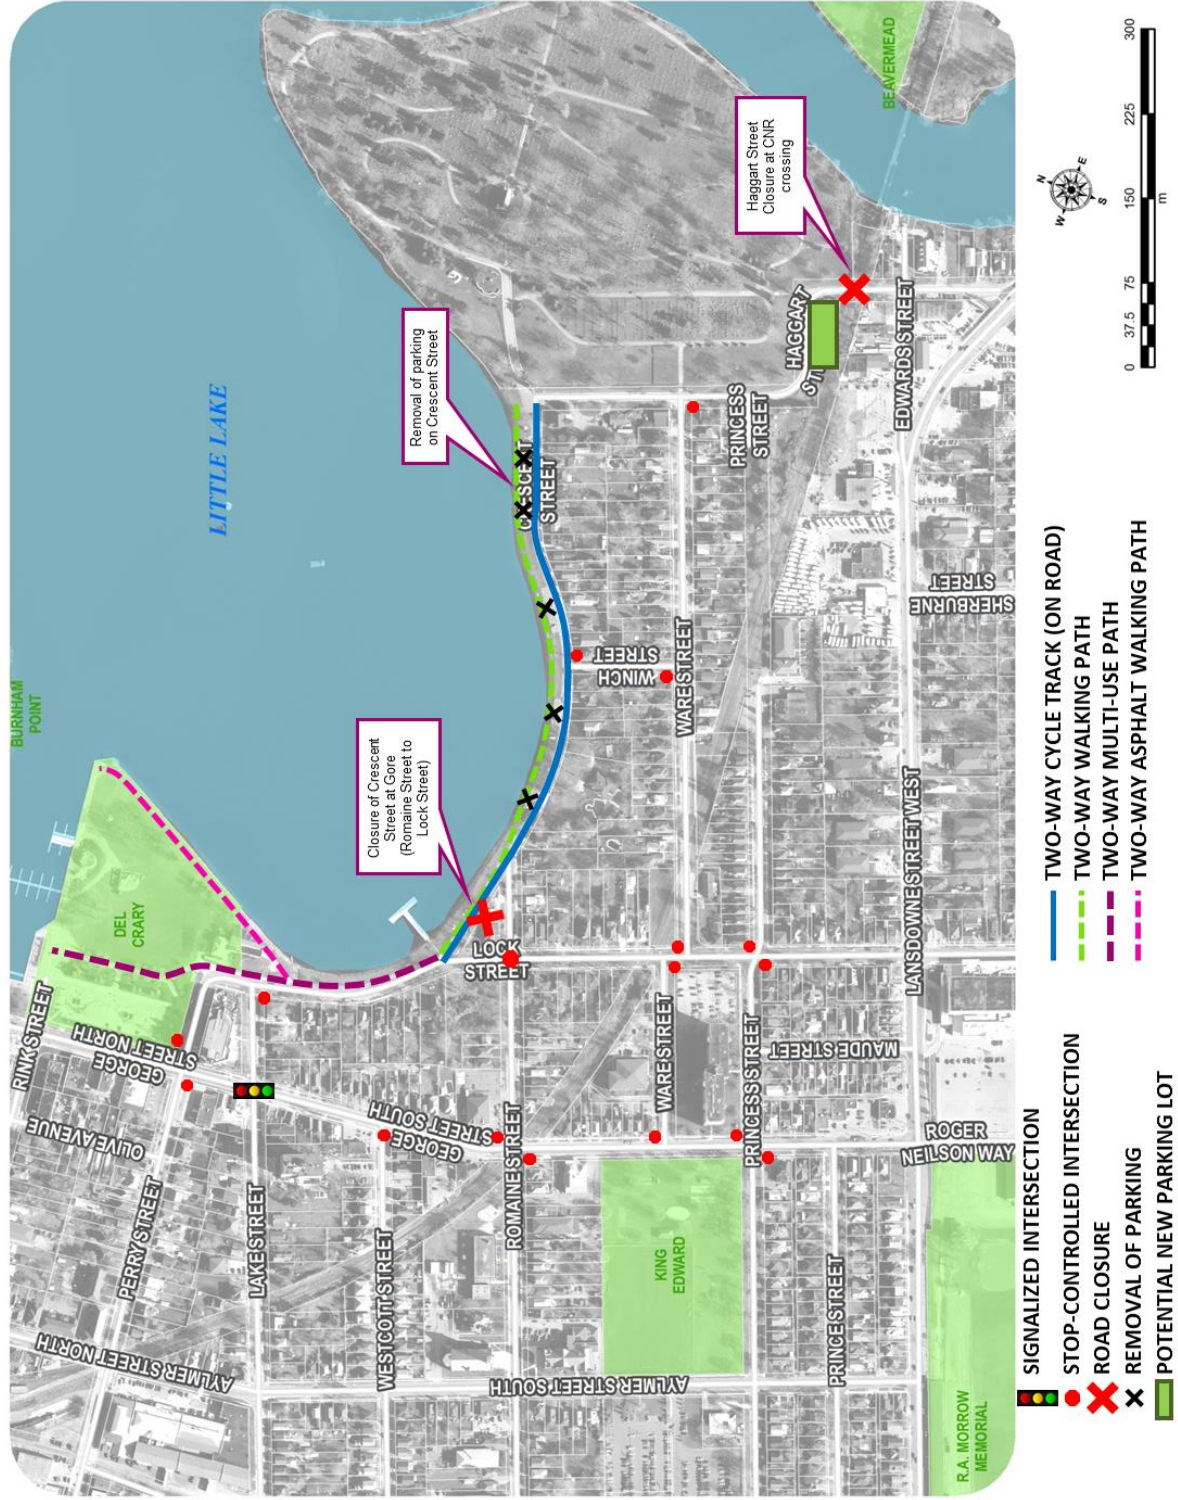 BURNHAM
POINT
LITTLE LAKE
BEAVERMEAD
DEL
CRARY
Removal of parking
on Crescent Street
Haggart Street
Closure at CNR
crossing
Closure of Crescent
Street at Gore
(Romaine Street to
Lock Street)
RINK STREET
GEORGE
STREET NORTH
OLIVE AVENUE
PERRY STREET
AYLMER STREET NORTH
LAKE STREET
WESTCOTT STREET
GEORGE
STREET SOUTH
LOCK
STREET
ROMAINE STREET
AYLMER STREET SOUTH
CRESCENT
STREET
WINCH
STREET
WARE STREET
WARE STREET
KING
EDWARD
PRINCESS STREET
PRINCESS
STREET
HAGGART
ST
MAUDE STREET
PRINCE STREET
EDWARDS STREET
LANSDOWNE STREET WEST
SHERBURNE
STREET
ROGER
NEILSON WAY
R.A. MORROW
MEMORIAL
SIGNALIZED INTERSECTION
STOP-CONTROLLED INTERSECTION
ROAD CLOSURE
REMOVAL OF PARKING
POTENTIAL NEW PARKING LOT
TWO-WAY CYCLE TRACK (ON ROAD)
TWO-WAY WALKING PATH
TWO-WAY MULTI-USE PATH
TWO-WAY ASPHALT WALKING PATH
N
E
S
W
0 37.5 75 150 225 300
m